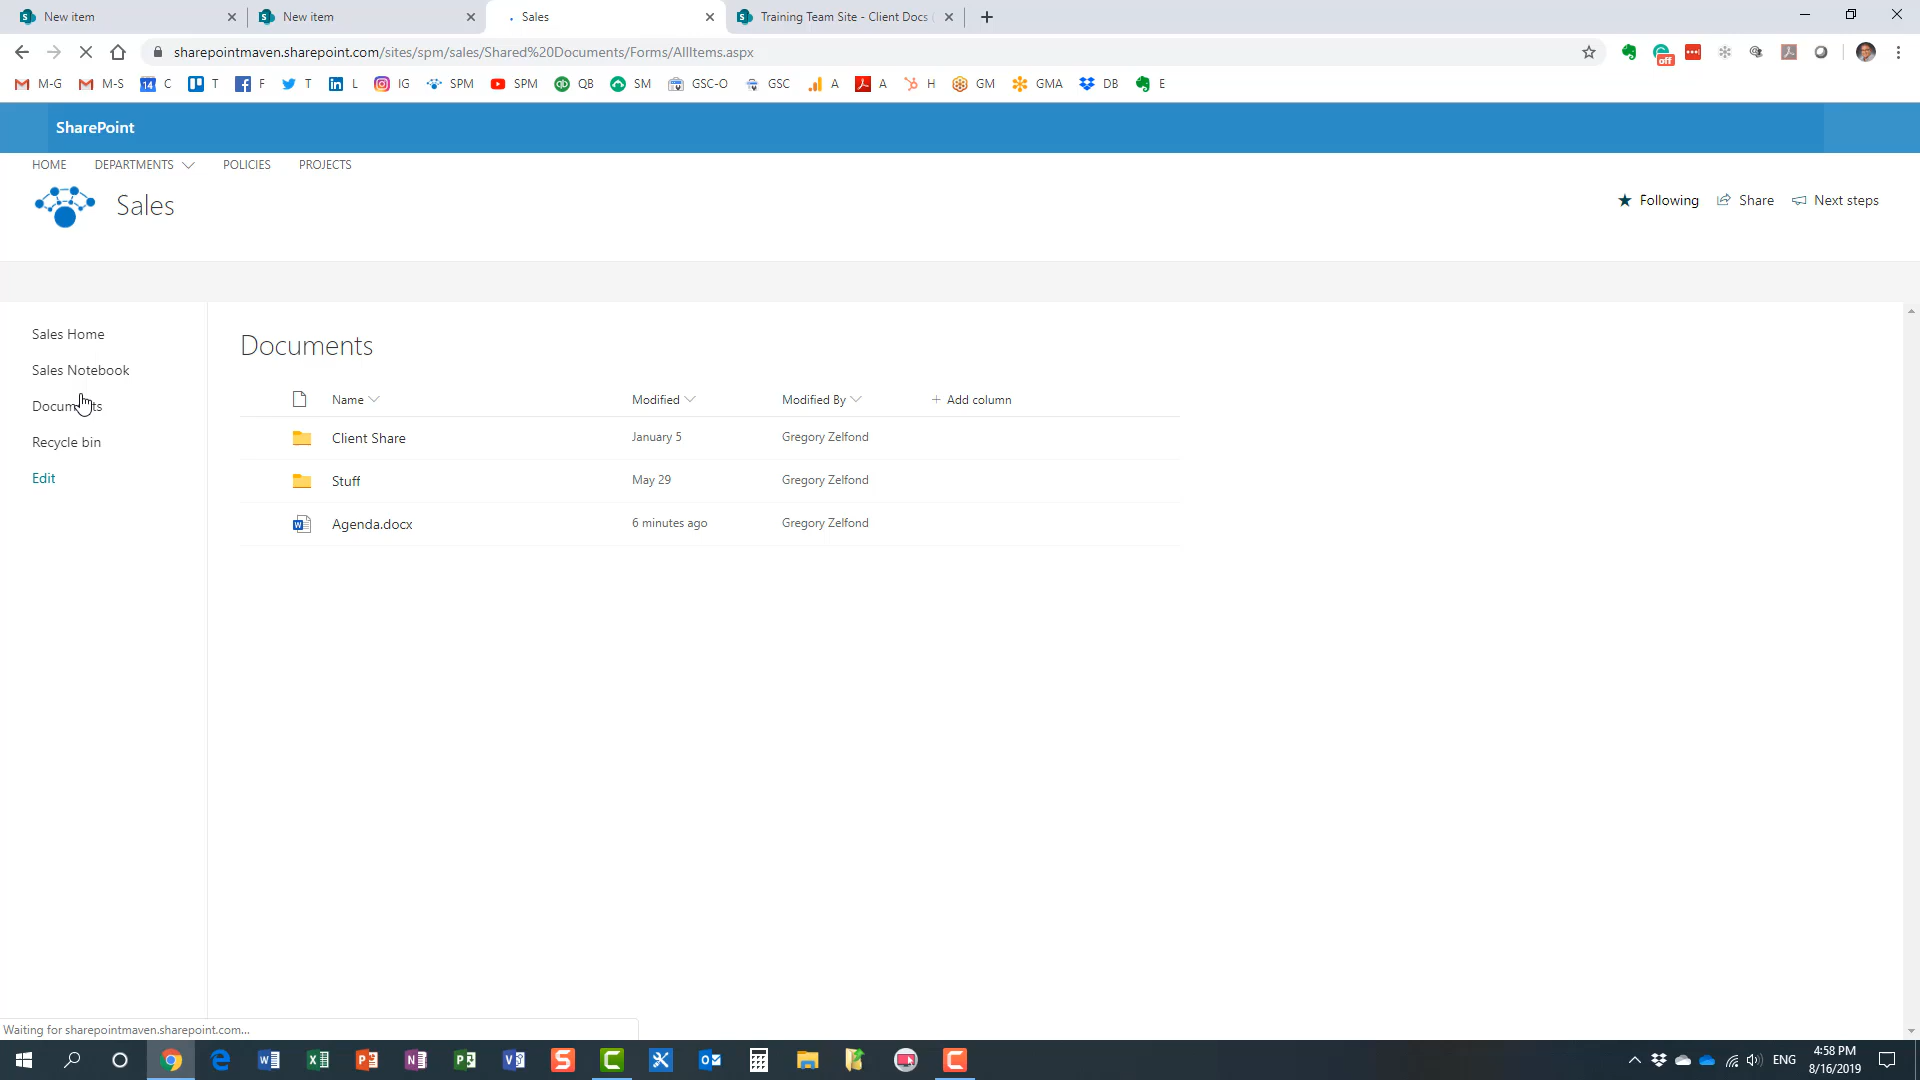 New item
New item
Sales
Training Team Site - Client Docs
sharepointmaven.sharepoint.com/sites/spm/sales/Shared%20Documents/Forms/AllItems.aspx
off
M-G M-S 14 C T F T L IG SPM SPM QB SM GSC-O GSC A A H GM GMA DB E
SharePoint
HOME DEPARTMENTS POLICIES PROJECTS
Sales
Following Share Next steps
Sales Home
Sales Notebook
Documents
Recycle bin
Edit
Documents
Name Modified Modified By + Add column
Client Share January 5 Gregory Zelfond
Stuff May 29 Gregory Zelfond
Agenda.docx 6 minutes ago Gregory Zelfond
Waiting for sharepointmaven.sharepoint.com...
ENG
4:58 PM
8/16/2019